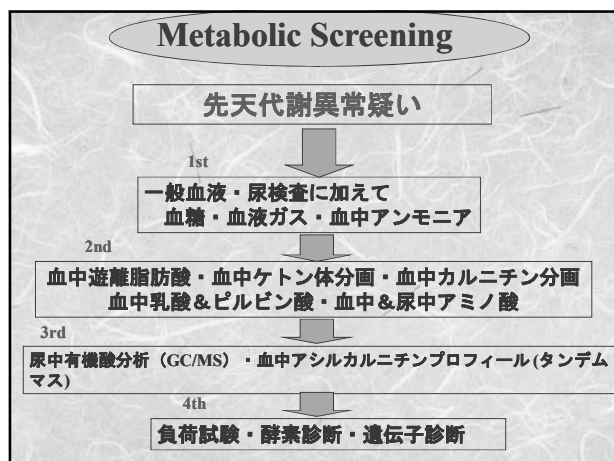 Metabolic Screening
先天代謝異常疑い
1st
一般血液・尿検査に加えて
血糖・血液ガス・血中アンモニア
2nd
血中遊離脂肪酸・血中ケトン体分画・血中カルニチン分画
血中乳酸＆ピルビン酸・血中＆尿中アミノ酸
3rd
尿中有機酸分析（GC/MS）・血中アシルカルニチンプロフィール(タンデム
マス)
4th
負荷試験・酵素診断・遺伝子診断